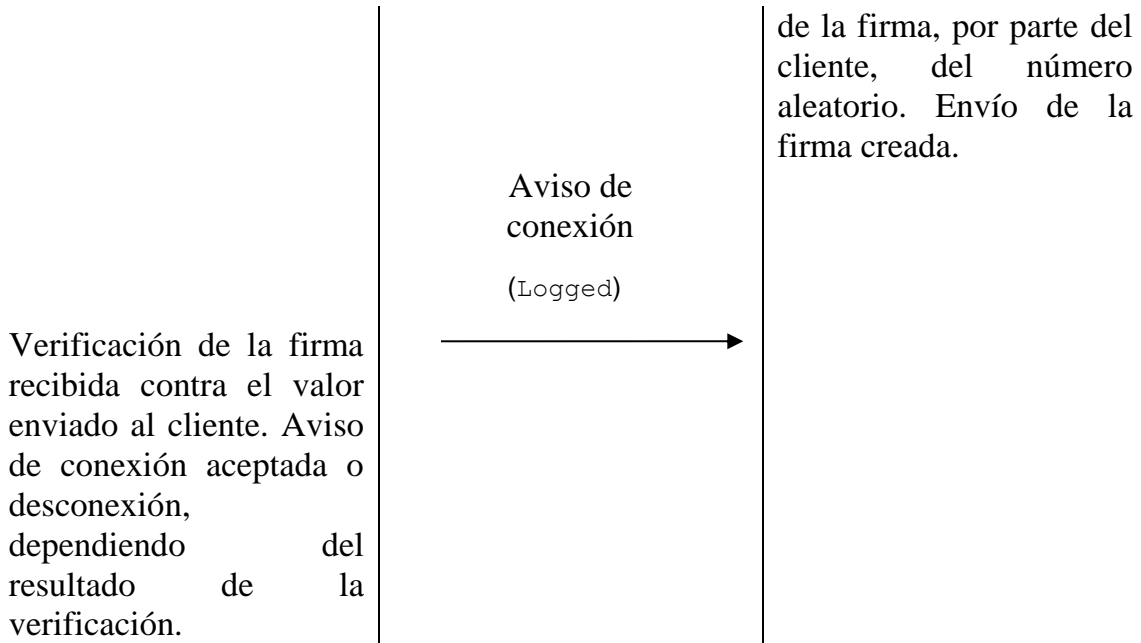 de la firma, por parte del
cliente, del número
aleatorio. Envío de la
firma creada.
Aviso de
conexión
(Logged)
Verificación de la firma
recibida contra el valor
enviado al cliente. Aviso
de conexión aceptada o
desconexión,
dependiendo del
resultado de la
verificación.